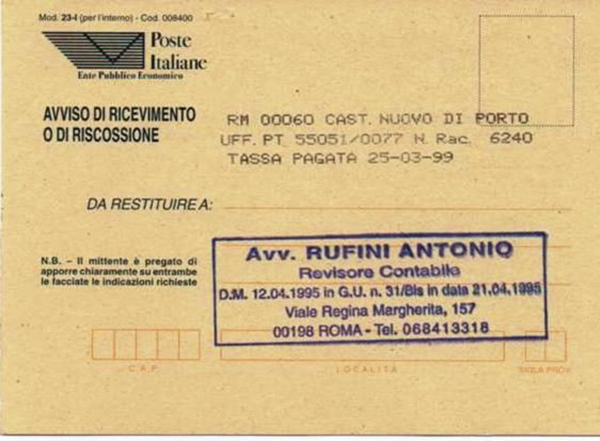 Mod. 23-I (per l'interno) - Cod. 008400
Poste
Italiane
Ente Pubblico Economico
AVVISO DI RICEVIMENTO
O DI RISCOSSIONE
RM 00060 CAST. NUOVO DI PORTO
UFF. PT 55051/0077 N. Rac. 6240
TASSA PAGATA 25-03-99
DA RESTITUIRE A:
N.B. – Il mittente è pregato di
apporre chiaramente su entrambe
le facciate le indicazioni richieste
Avv. RUFINI ANTONIO
Revisore Contabile
D.M. 12.04.1995 in G.U. n. 31/Bis in data 21.04.1995
Viale Regina Margherita, 157
00198 ROMA - Tel. 068413318
C.A.P.
LOCALITÀ
SIGLA PROV.